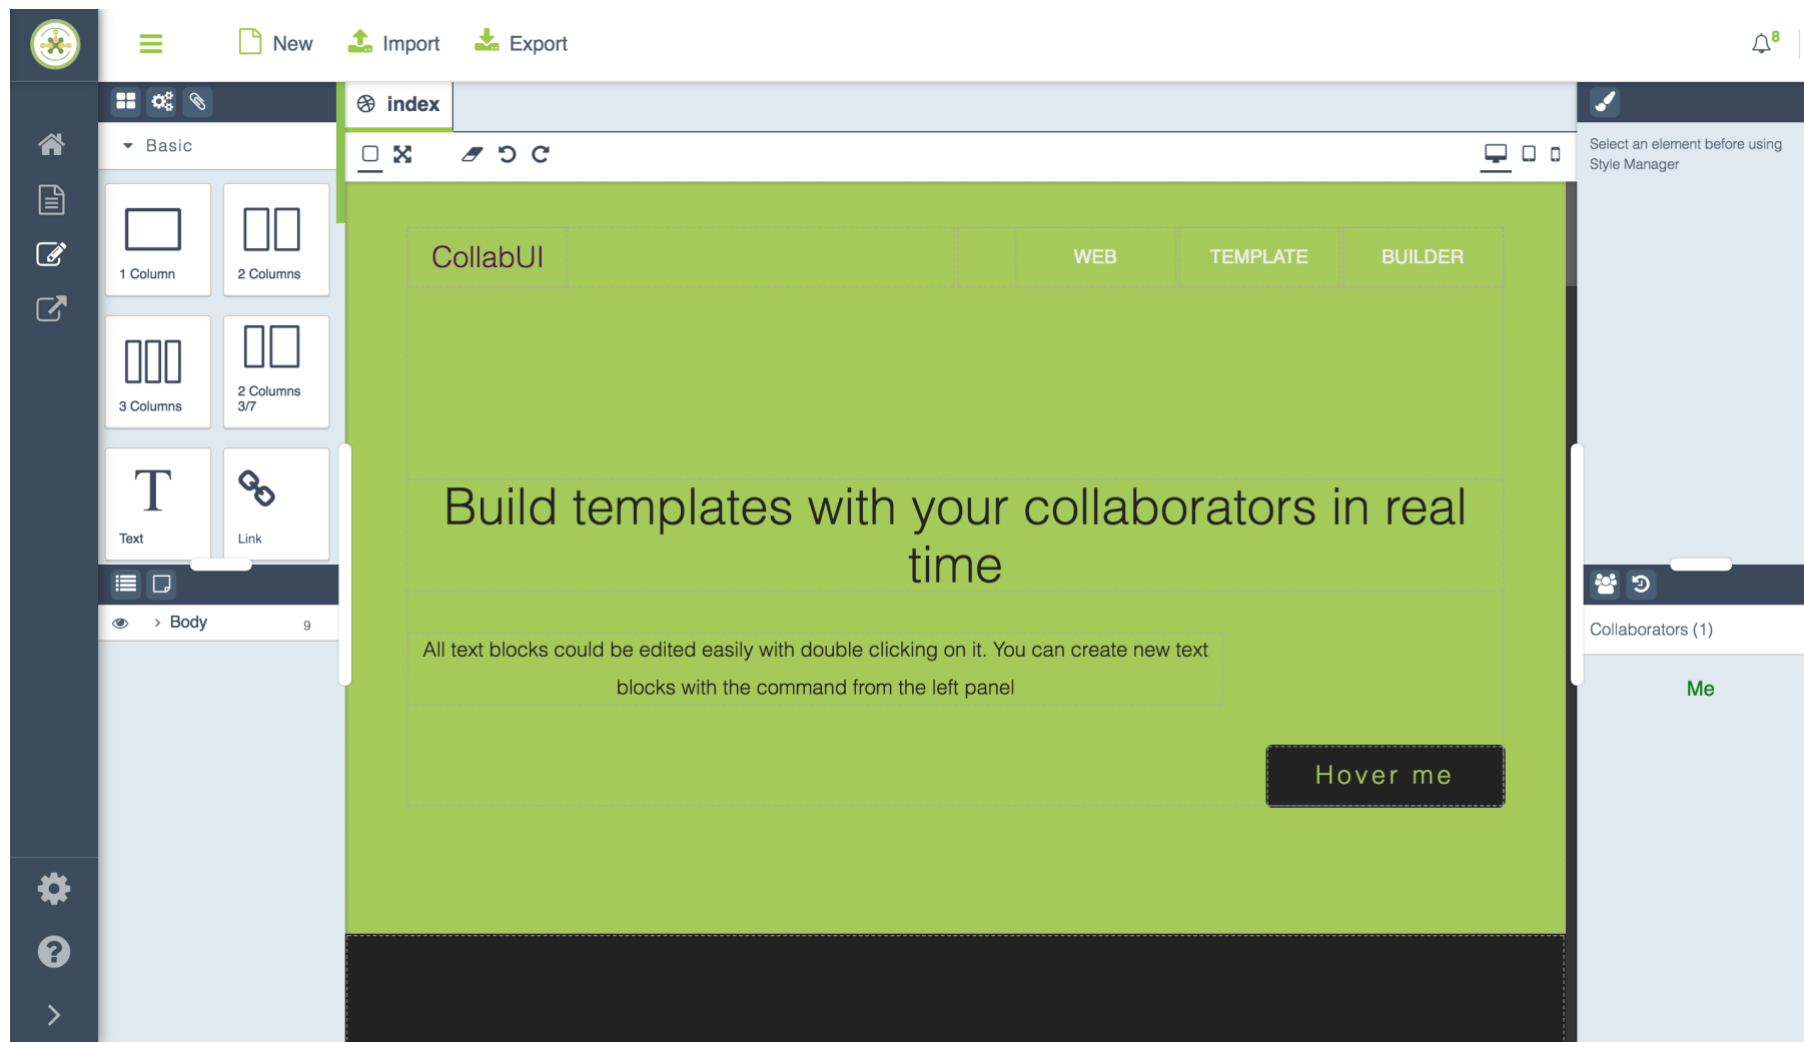 New
Import
Export
8
index
Basic
Select an element before using
Style Manager
1 Column
2 Columns
3 Columns
2 Columns
3/7
T
Text
Link
CollabUI
WEB
TEMPLATE
BUILDER
Build templates with your collaborators in real
time
All text blocks could be edited easily with double clicking on it. You can create new text
blocks with the command from the left panel
Hover me
Body
9
Collaborators (1)
Me